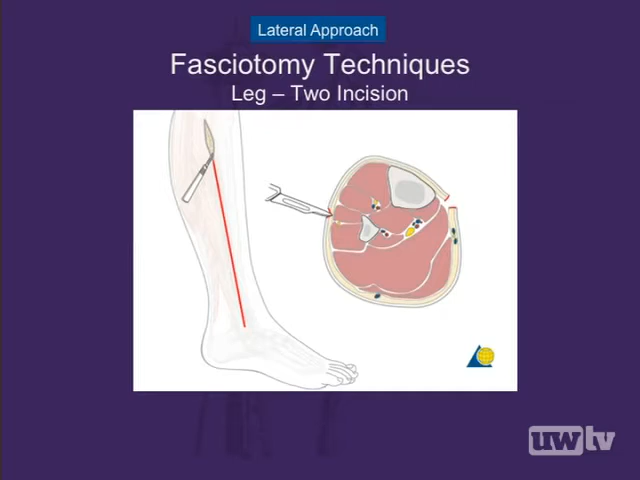 Lateral Approach
Fasciotomy Techniques
Leg – Two Incision
uwtv